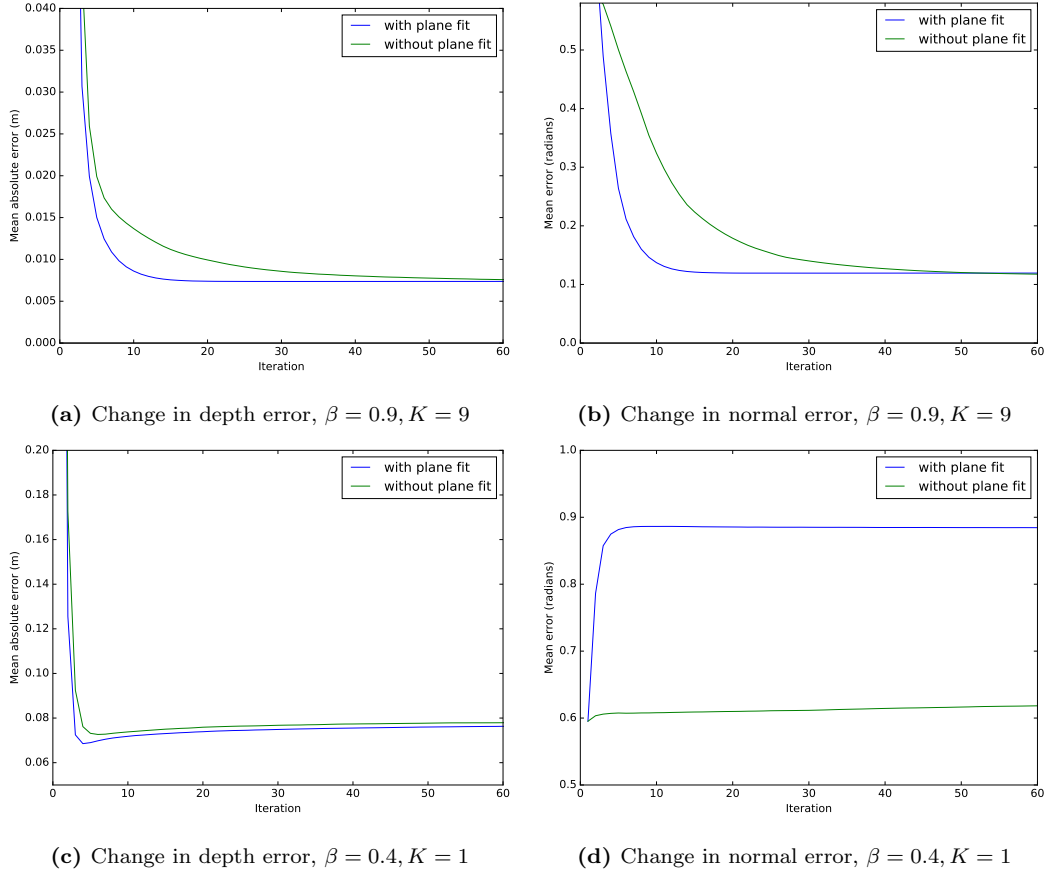 0.040
0.035
0.030
0.025
0.020
0.015
0.010
0.005
0.000
Mean absolute error (m)
0 10 20 30 40 50 60
Iteration
with plane fit
without plane fit
(a) Change in depth error, β = 0.9, K = 9
0.5
0.4
0.3
0.2
0.1
0.0
Mean error (radians)
0 10 20 30 40 50 60
Iteration
with plane fit
without plane fit
(b) Change in normal error, β = 0.9, K = 9
0.20
0.18
0.16
0.14
0.12
0.10
0.08
0.06
Mean absolute error (m)
0 10 20 30 40 50 60
Iteration
with plane fit
without plane fit
(c) Change in depth error, β = 0.4, K = 1
1.0
0.9
0.8
0.7
0.6
0.5
Mean error (radians)
0 10 20 30 40 50 60
Iteration
with plane fit
without plane fit
(d) Change in normal error, β = 0.4, K = 1